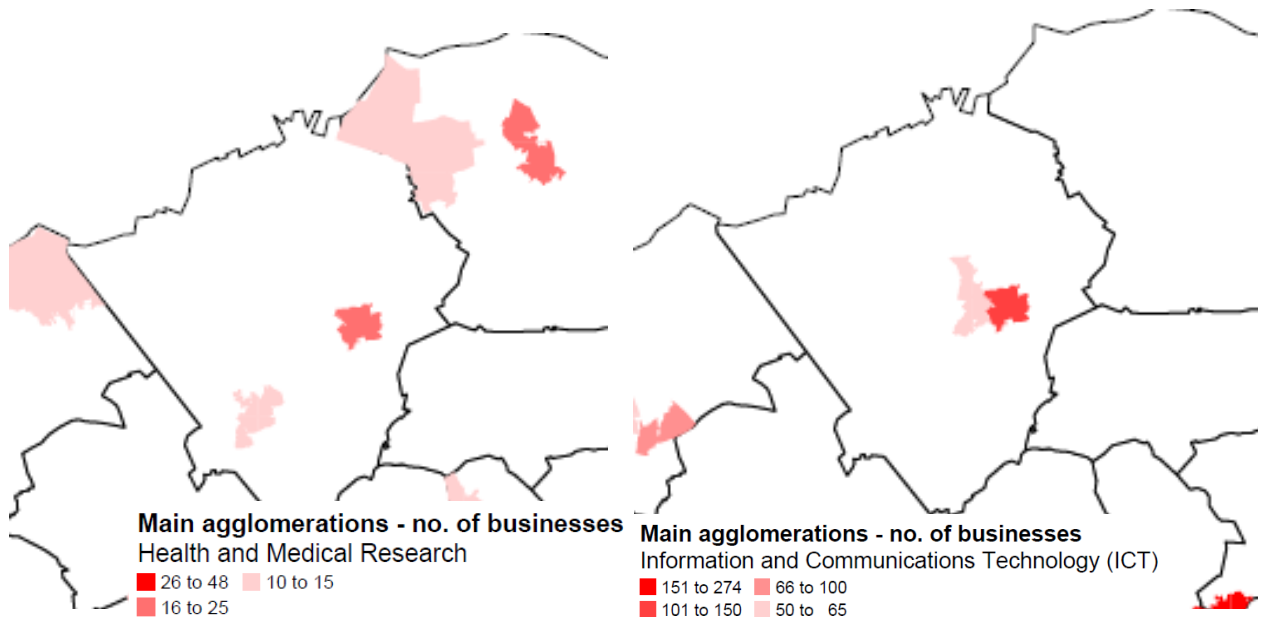 Main agglomerations - no. of businesses
Health and Medical Research
26 to 48 10 to 15
16 to 25
Main agglomerations - no. of businesses
Information and Communications Technology (ICT)
151 to 274 66 to 100
101 to 150 50 to 65